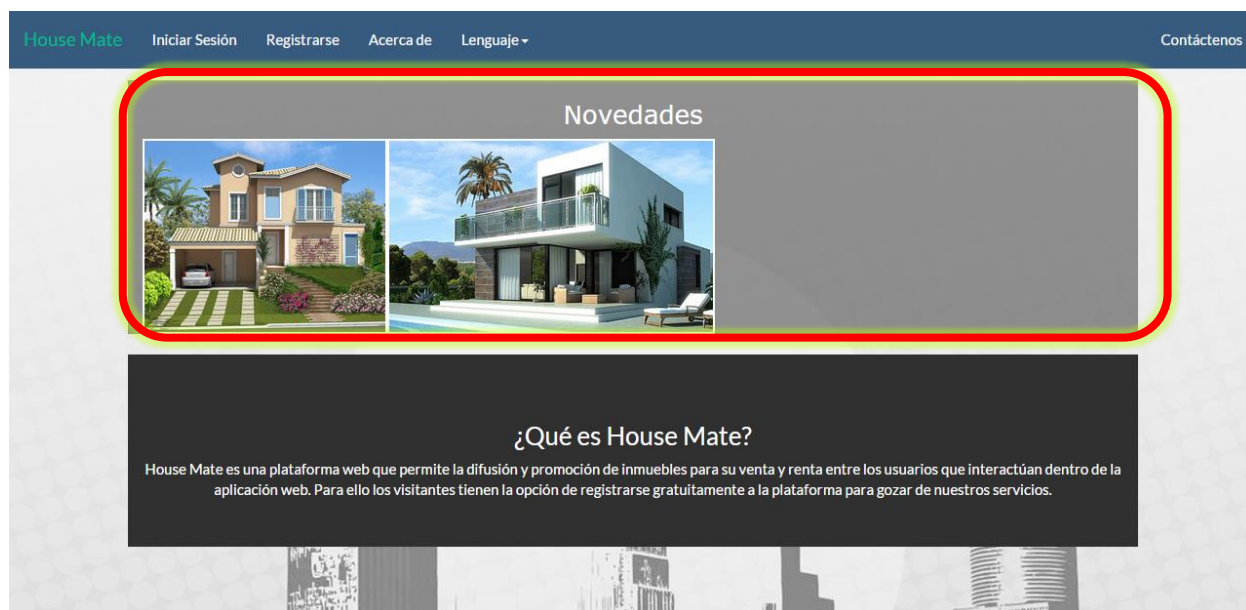 House Mate Iniciar Sesión Registrarse Acerca de Lenguaje Contáctenos
Novedades
¿Qué es House Mate?
House Mate es una plataforma web que permite la difusión y promoción de inmuebles para su venta y renta entre los usuarios que interactúan dentro de la
aplicación web. Para ello los visitantes tienen la opción de registrarse gratuitamente a la plataforma para gozar de nuestros servicios.